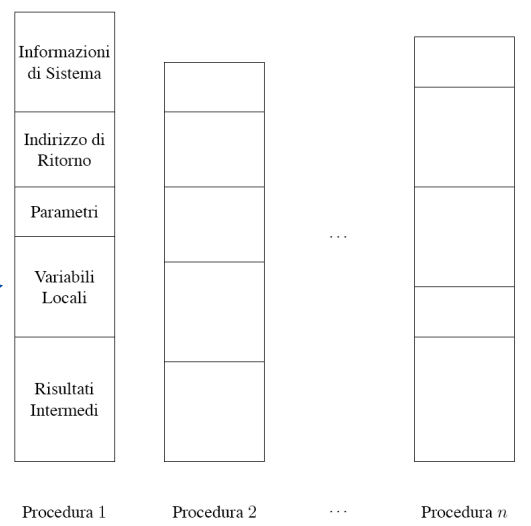 Informazioni
di Sistema
Indirizzo di
Ritorno
Parametri
Variabili
Locali
Risultati
Intermedi
...
Procedura 1 Procedura 2 ... Procedura n